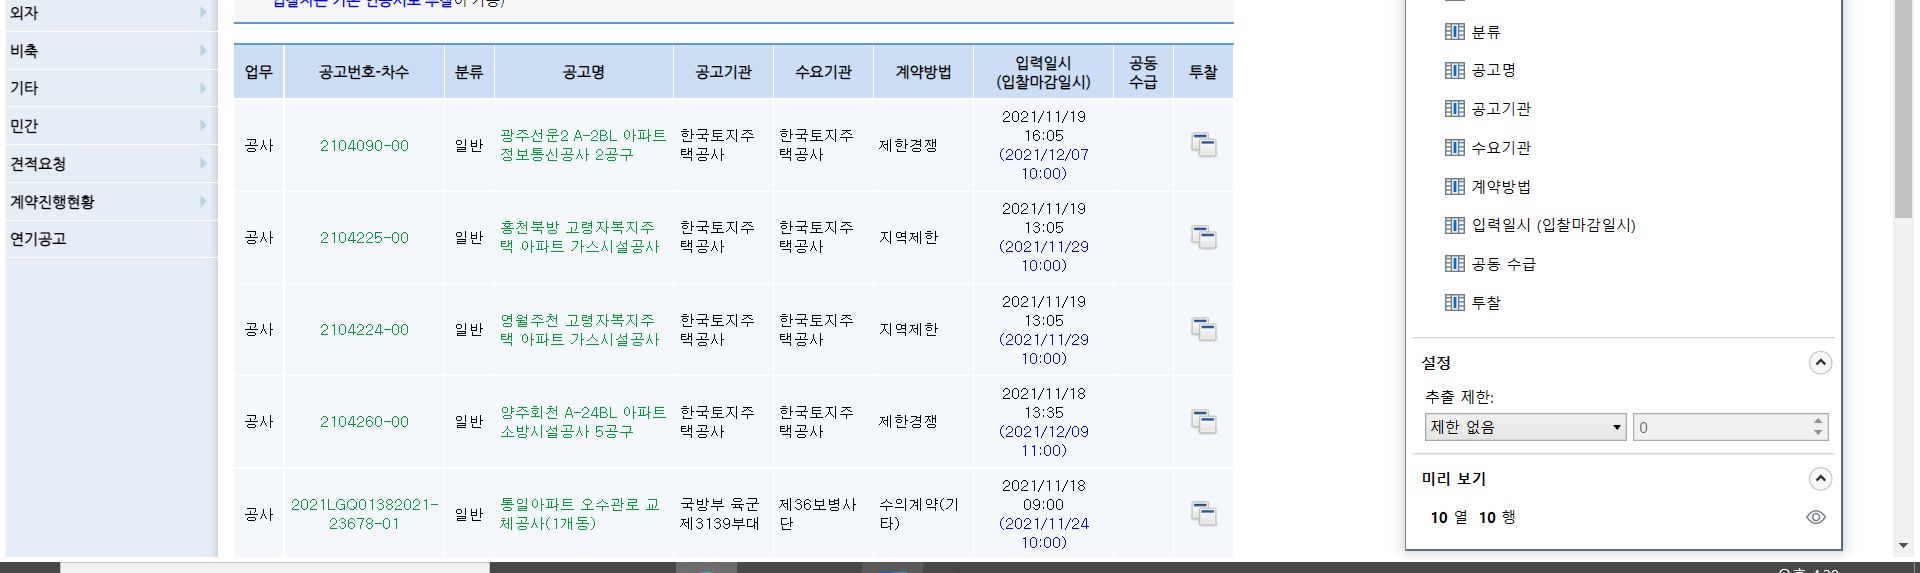 입찰자는 기존 인증서로 투찰이 가능)
외자
비축
기타
민간
견적요청
계약진행현황
연기공고
업무 공고번호-차수 분류 공고명 공고기관 수요기관 계약방법 입력일시 (입찰마감일시) 공동 수급 투찰
공사 2104090-00 일반 광주선운2 A-2BL 아파트 정보통신공사 2공구 한국토지주택공사 한국토지주택공사 제한경쟁 2021/11/19 16:05 (2021/12/07 10:00)
공사 2104225-00 일반 홍천북방 고령자복지주택 아파트 가스시설공사 한국토지주택공사 한국토지주택공사 지역제한 2021/11/19 13:05 (2021/11/29 10:00)
공사 2104224-00 일반 영월주천 고령자복지주택 아파트 가스시설공사 한국토지주택공사 한국토지주택공사 지역제한 2021/11/19 13:05 (2021/11/29 10:00)
공사 2104260-00 일반 양주회천 A-24BL 아파트 소방시설공사 5공구 한국토지주택공사 한국토지주택공사 제한경쟁 2021/11/18 13:35 (2021/12/09 11:00)
공사 2021LGQ01382021-23678-01 일반 통일아파트 오수관로 교체공사(1개동) 국방부 육군제3139부대 제36보병사단 수의계약(기타) 2021/11/18 09:00 (2021/11/24 10:00)
분류
공고명
공고기관
수요기관
계약방법
입력일시 (입찰마감일시)
공동 수급
투찰
설정
추출 제한:
제한 없음 0
미리 보기
10 열 10 행